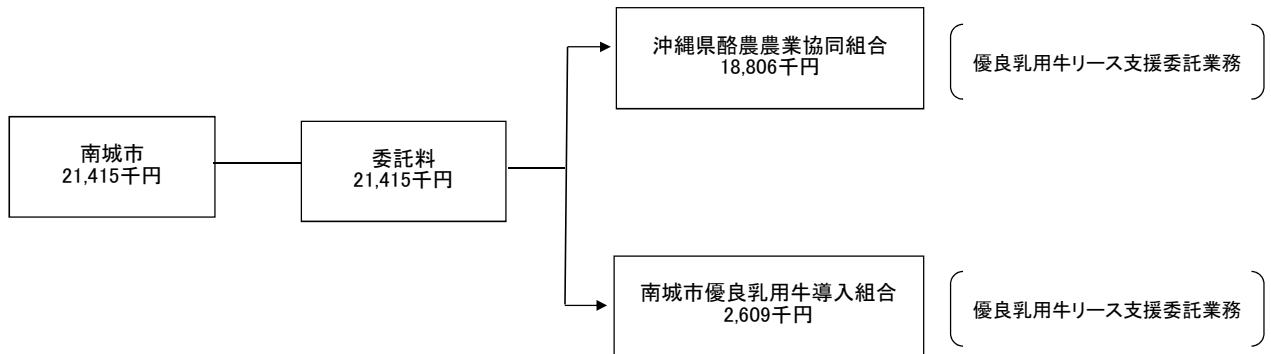 南城市
21,415千円
委託料
21,415千円
沖縄県酪農農業協同組合
18,806千円
優良乳用牛リース支援委託業務
南城市優良乳用牛導入組合
2,609千円
優良乳用牛リース支援委託業務